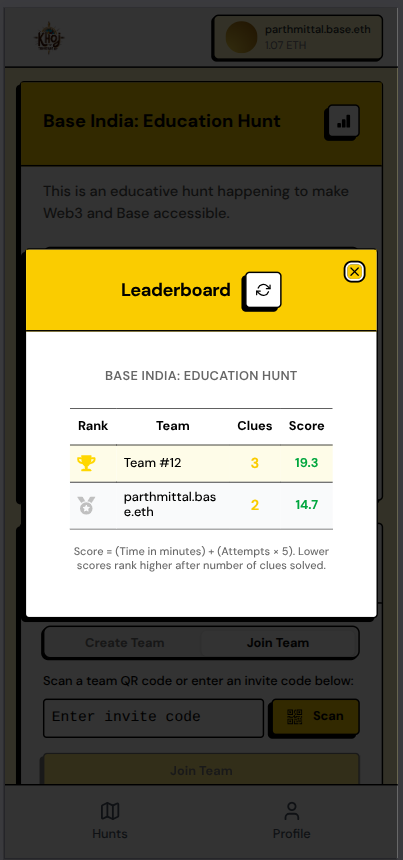 KHOJ
parthmittal.base.eth
1.07 ETH
Base India: Education Hunt
This is an educative hunt happening to make
Web3 and Base accessible.
Leaderboard
BASE INDIA: EDUCATION HUNT
Rank Team Clues Score
Team #12 3 19.3
parthmittal.bas
e.eth 2 14.7
Score = (Time in minutes) + (Attempts × 5). Lower
scores rank higher after number of clues solved.
Create Team Join Team
Scan a team QR code or enter an invite code below:
Enter invite code Scan
Join Team
Hunts Profile